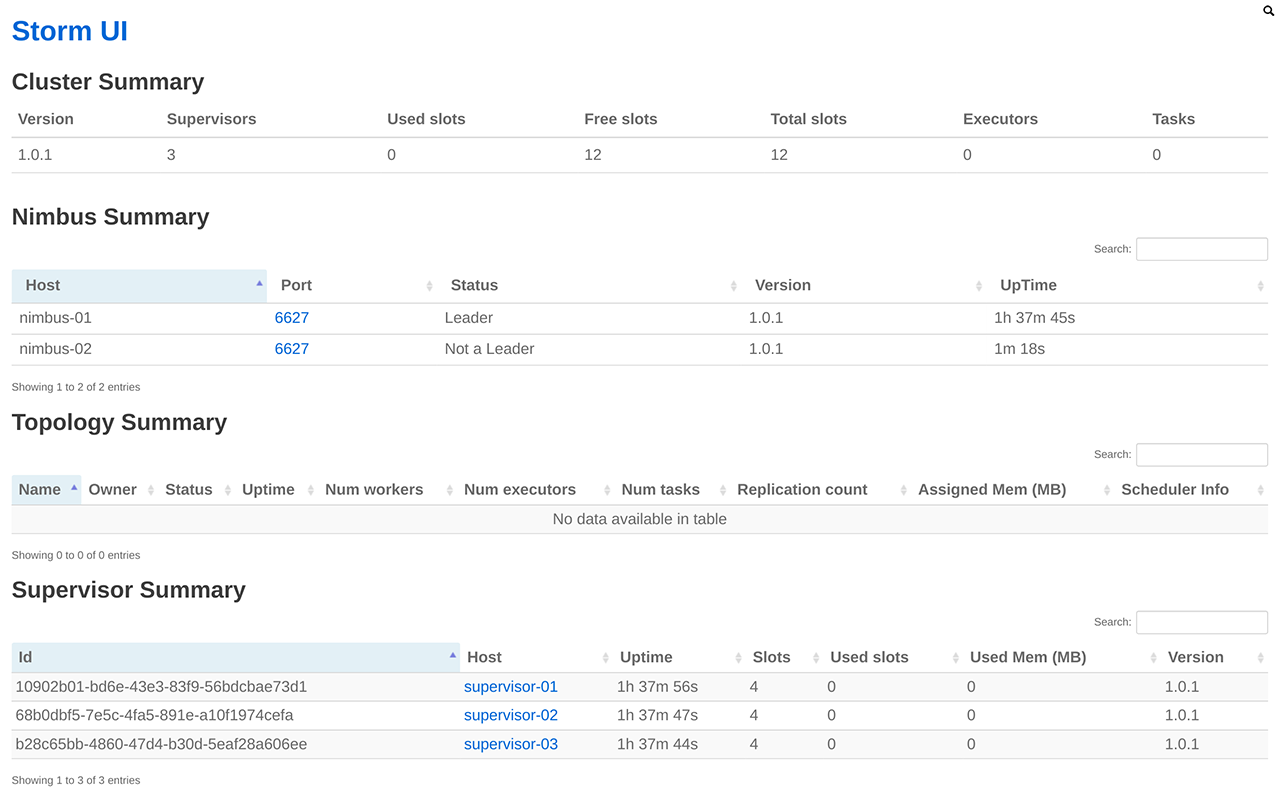 Storm UI
Cluster Summary
Version Supervisors Used slots Free slots Total slots Executors Tasks
1.0.1 3 0 12 12 0 0
Nimbus Summary
Search:
Host Port Status Version UpTime
nimbus-01 6627 Leader 1.0.1 1h 37m 45s
nimbus-02 6627 Not a Leader 1.0.1 1m 18s
Showing 1 to 2 of 2 entries
Topology Summary
Search:
Name Owner Status Uptime Num workers Num executors Num tasks Replication count Assigned Mem (MB) Scheduler Info
No data available in table
Showing 0 to 0 of 0 entries
Supervisor Summary
Search:
Id Host Uptime Slots Used slots Used Mem (MB) Version
10902b01-bd6e-43e3-83f9-56bdcbae73d1 supervisor-01 1h 37m 56s 4 0 0 1.0.1
68b0dbf5-7e5c-4fa5-891e-a10f1974cefa supervisor-02 1h 37m 47s 4 0 0 1.0.1
b28c65bb-4860-47d4-b30d-5eaf28a606ee supervisor-03 1h 37m 44s 4 0 0 1.0.1
Showing 1 to 3 of 3 entries